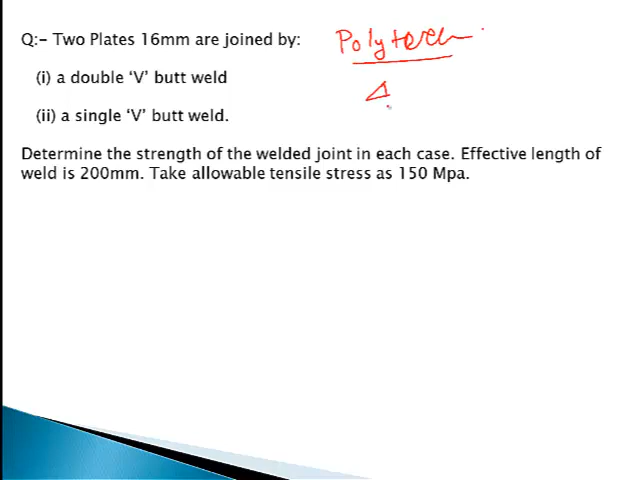 Q:- Two Plates 16mm are joined by:
(i) a double ‘V’ butt weld
(ii) a single ‘V’ butt weld.
Determine the strength of the welded joint in each case. Effective length of
weld is 200mm. Take allowable tensile stress as 150 Mpa.